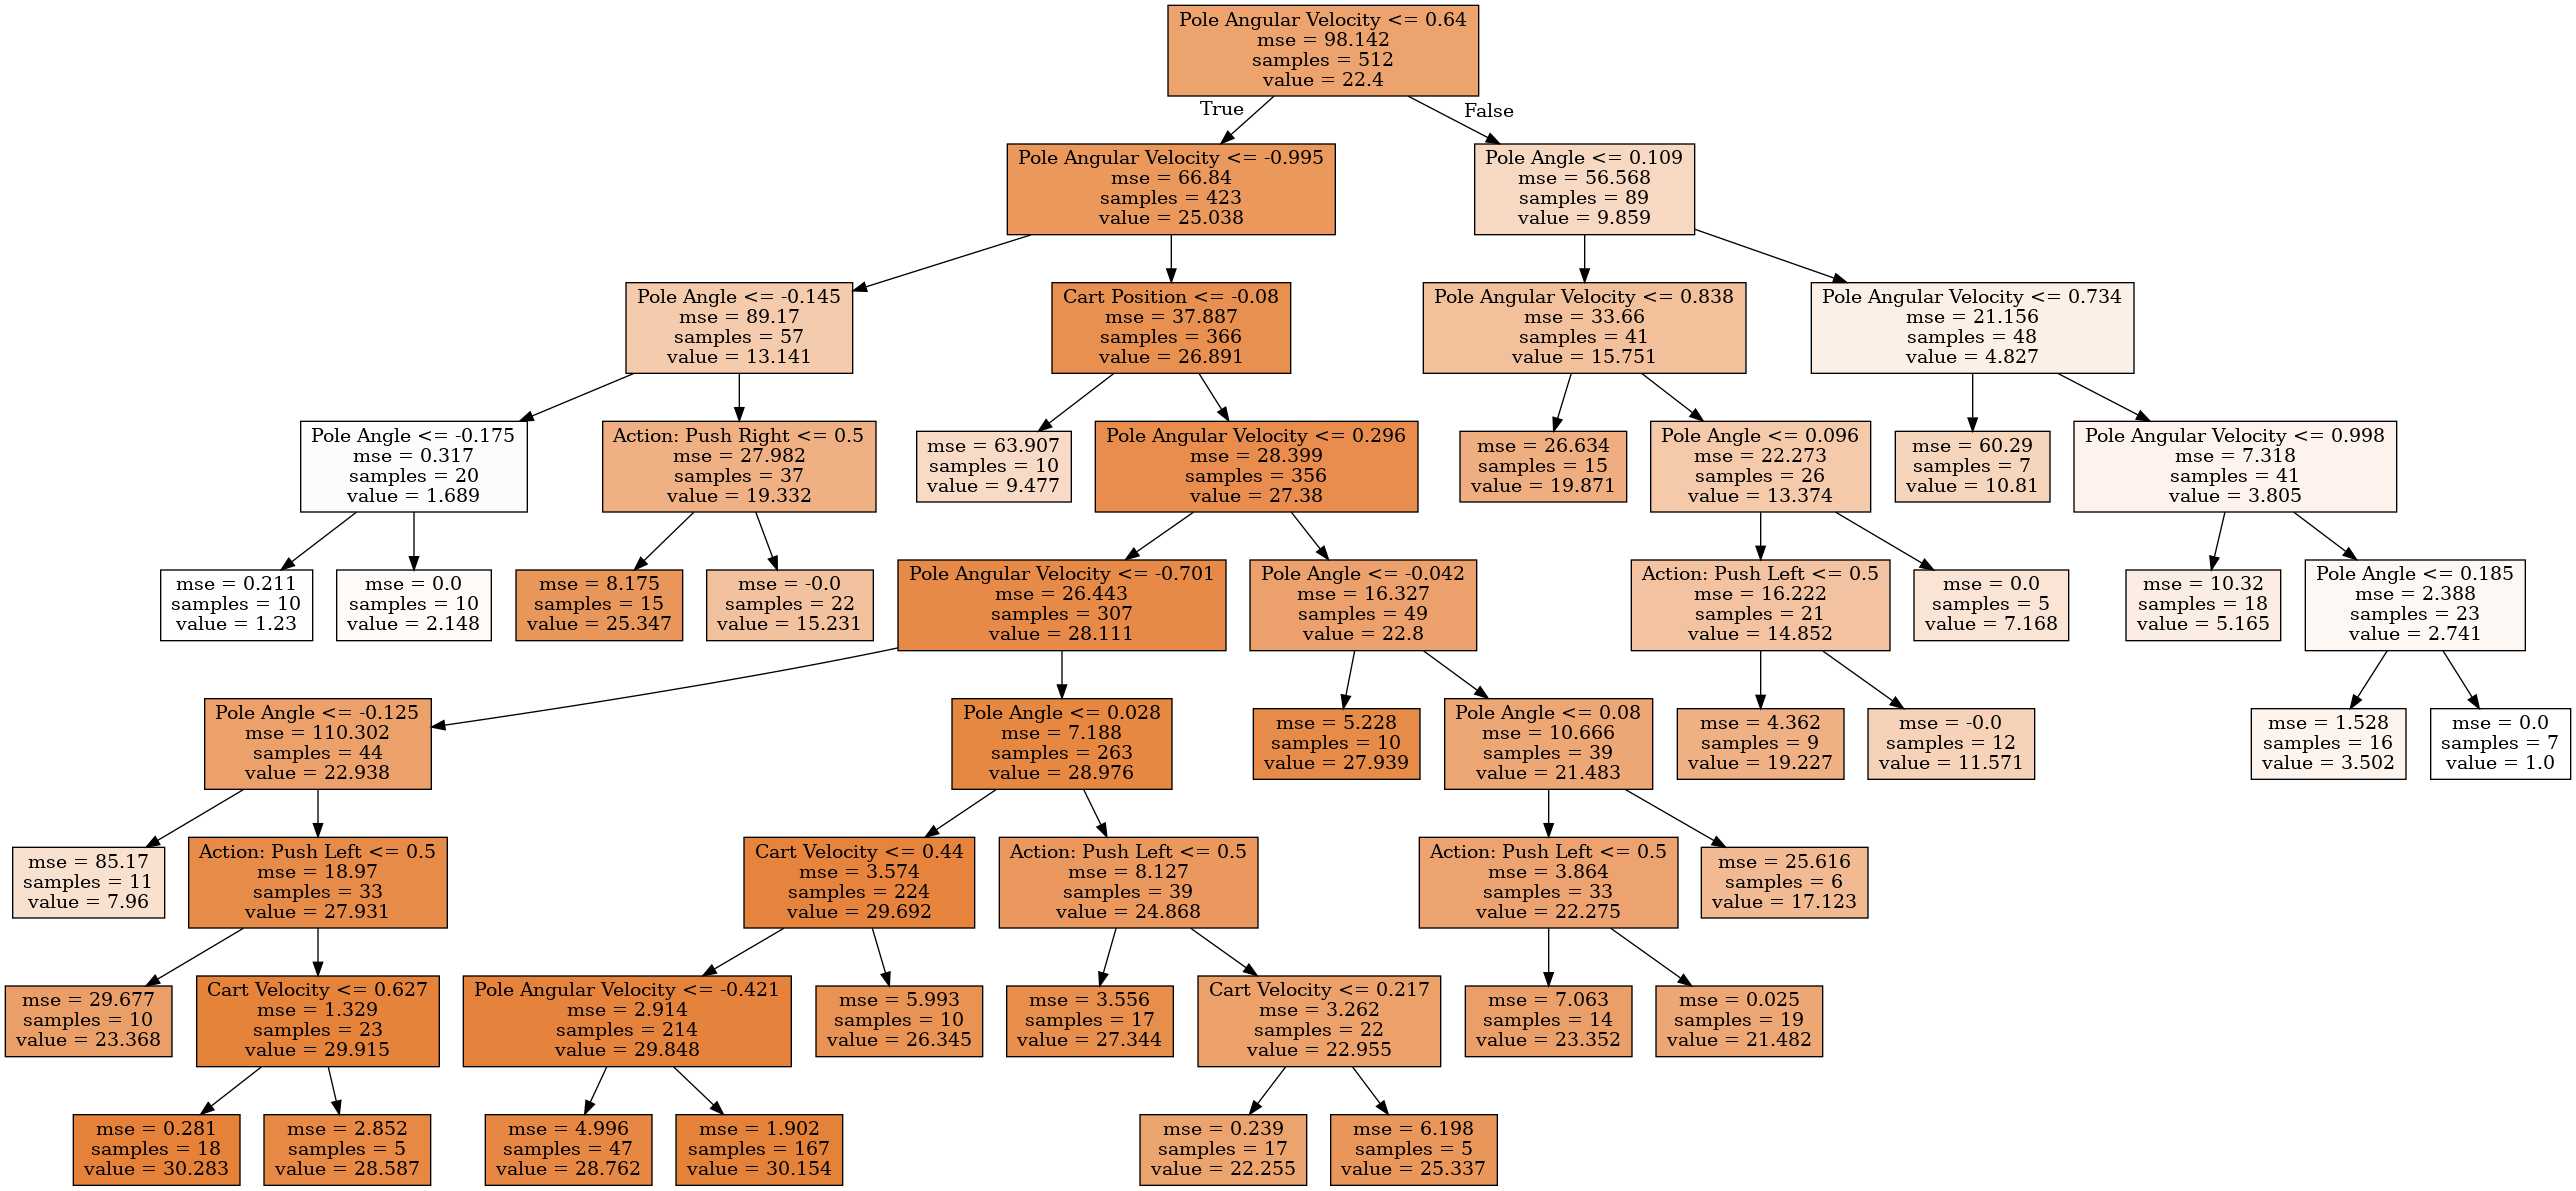 Pole Angular Velocity <= 0.64
mse = 98.142
samples = 512
value = 22.4
True
False
Pole Angular Velocity <= -0.995
mse = 66.84
samples = 423
value = 25.038
Pole Angle <= 0.109
mse = 56.568
samples = 89
value = 9.859
Pole Angle <= -0.145
mse = 89.17
samples = 57
value = 13.141
Cart Position <= -0.08
mse = 37.887
samples = 366
value = 26.891
Pole Angular Velocity <= 0.838
mse = 33.66
samples = 41
value = 15.751
Pole Angular Velocity <= 0.734
mse = 21.156
samples = 48
value = 4.827
Pole Angle <= -0.175
mse = 0.317
samples = 20
value = 1.689
Action: Push Right <= 0.5
mse = 27.982
samples = 37
value = 19.332
mse = 63.907
samples = 10
value = 9.477
Pole Angular Velocity <= 0.296
mse = 28.399
samples = 356
value = 27.38
mse = 26.634
samples = 15
value = 19.871
Pole Angle <= 0.096
mse = 22.273
samples = 26
value = 13.374
mse = 60.29
samples = 7
value = 10.81
Pole Angular Velocity <= 0.998
mse = 7.318
samples = 41
value = 3.805
mse = 0.211
samples = 10
value = 1.23
mse = 0.0
samples = 10
value = 2.148
mse = 8.175
samples = 15
value = 25.347
mse = -0.0
samples = 22
value = 15.231
Pole Angular Velocity <= -0.701
mse = 26.443
samples = 307
value = 28.111
Pole Angle <= -0.042
mse = 16.327
samples = 49
value = 22.8
Action: Push Left <= 0.5
mse = 16.222
samples = 21
value = 14.852
mse = 0.0
samples = 5
value = 7.168
mse = 10.32
samples = 18
value = 5.165
Pole Angle <= 0.185
mse = 2.388
samples = 23
value = 2.741
Pole Angle <= -0.125
mse = 110.302
samples = 44
value = 22.938
Pole Angle <= 0.028
mse = 7.188
samples = 263
value = 28.976
mse = 5.228
samples = 10
value = 27.939
Pole Angle <= 0.08
mse = 10.666
samples = 39
value = 21.483
mse = 4.362
samples = 9
value = 19.227
mse = -0.0
samples = 12
value = 11.571
mse = 1.528
samples = 16
value = 3.502
mse = 0.0
samples = 7
value = 1.0
mse = 85.17
samples = 11
value = 7.96
Action: Push Left <= 0.5
mse = 18.97
samples = 33
value = 27.931
Cart Velocity <= 0.44
mse = 3.574
samples = 224
value = 29.692
Action: Push Left <= 0.5
mse = 8.127
samples = 39
value = 24.868
Action: Push Left <= 0.5
mse = 3.864
samples = 33
value = 22.275
mse = 25.616
samples = 6
value = 17.123
mse = 29.677
samples = 10
value = 23.368
Cart Velocity <= 0.627
mse = 1.329
samples = 23
value = 29.915
Pole Angular Velocity <= -0.421
mse = 2.914
samples = 214
value = 29.848
mse = 5.993
samples = 10
value = 26.345
mse = 3.556
samples = 17
value = 27.344
Cart Velocity <= 0.217
mse = 3.262
samples = 22
value = 22.955
mse = 7.063
samples = 14
value = 23.352
mse = 0.025
samples = 19
value = 21.482
mse = 0.281
samples = 18
value = 30.283
mse = 2.852
samples = 5
value = 28.587
mse = 4.996
samples = 47
value = 28.762
mse = 1.902
samples = 167
value = 30.154
mse = 0.239
samples = 17
value = 22.255
mse = 6.198
samples = 5
value = 25.337